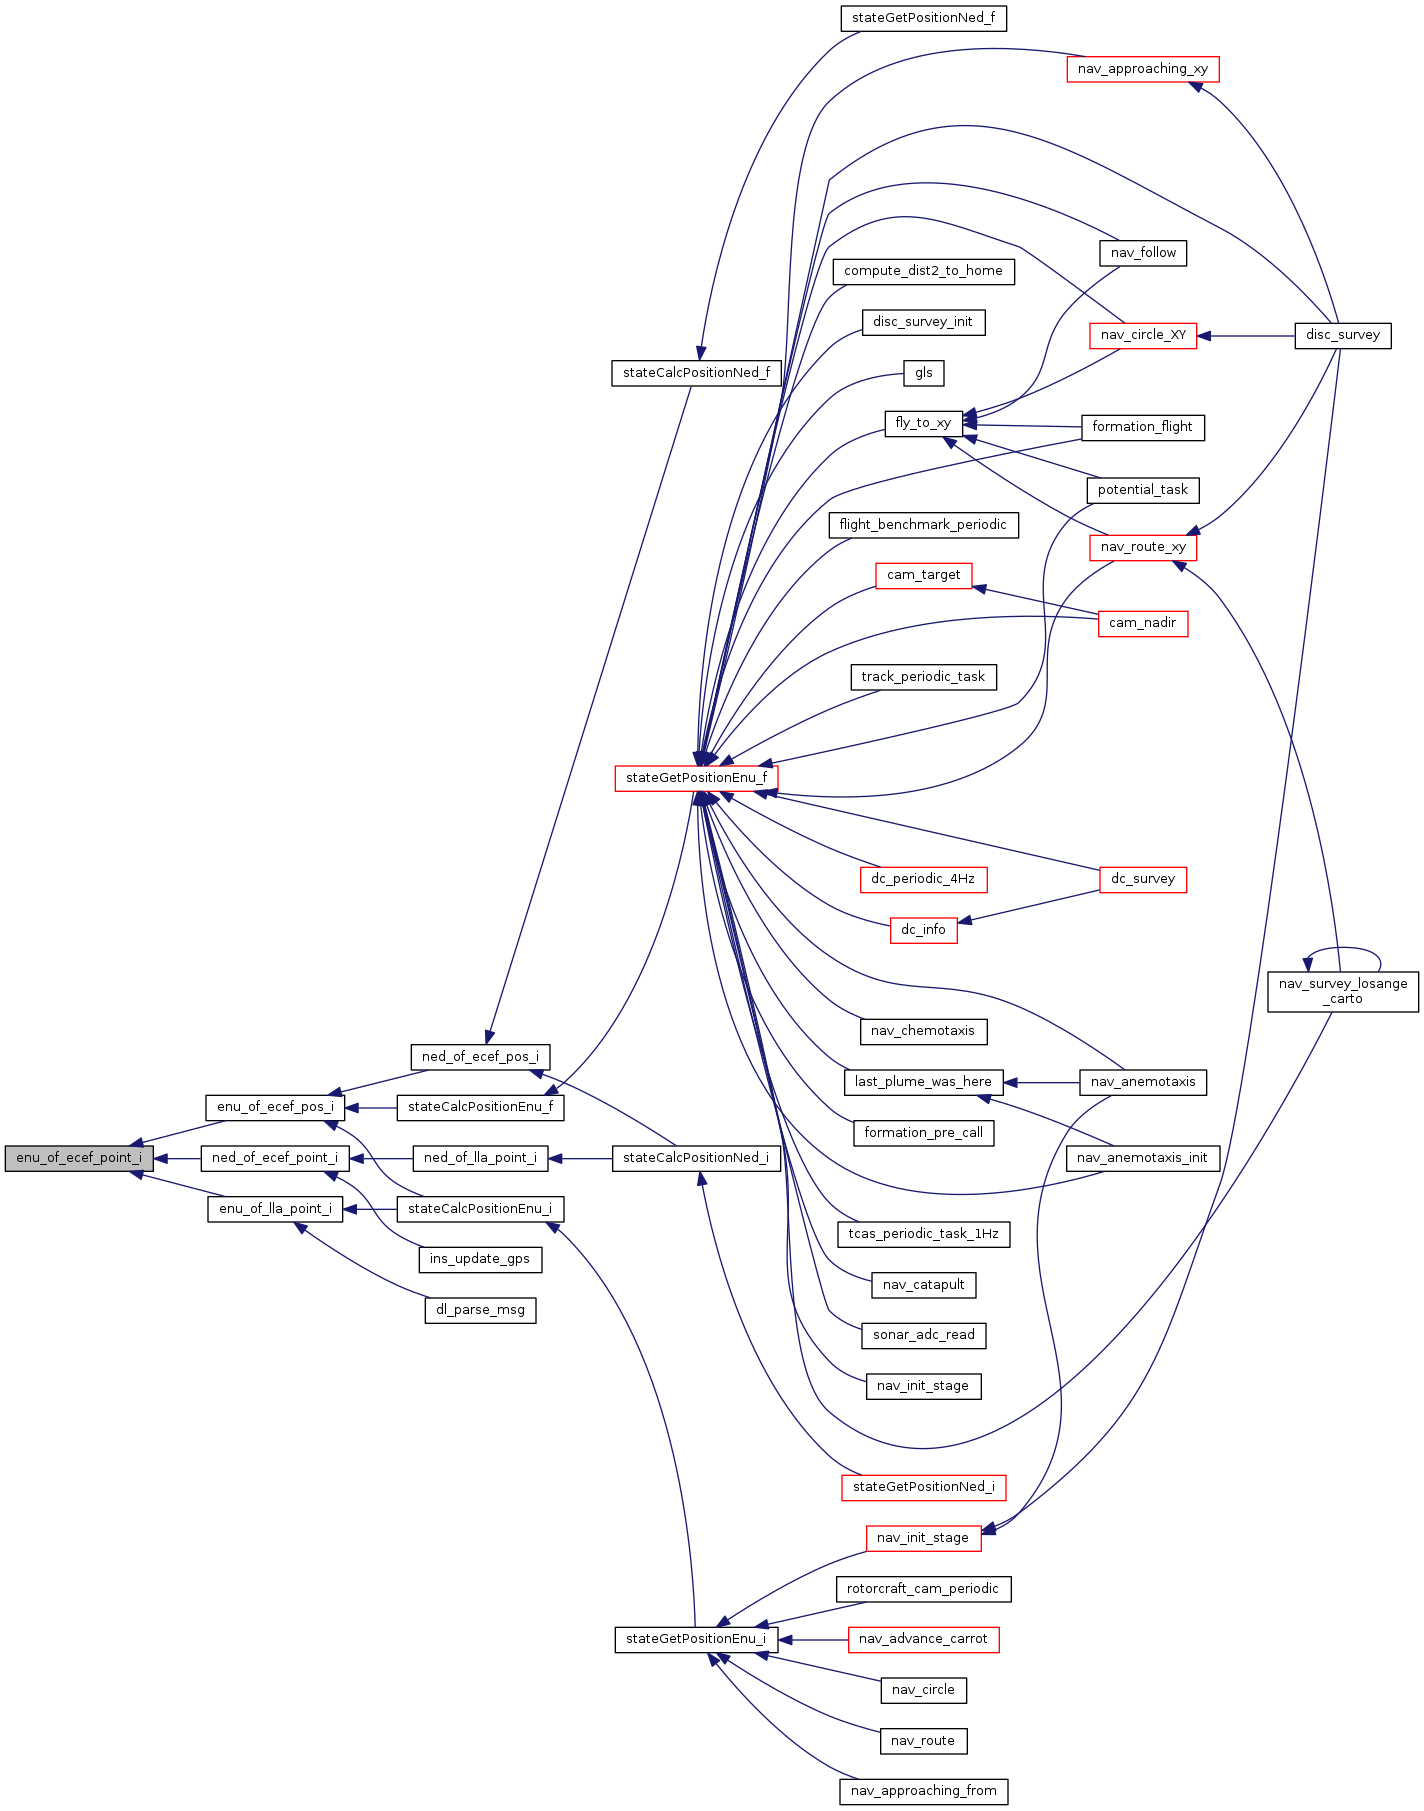 stateGetPositionNed_f
nav_approaching_xy
nav_follow
compute_dist2_to_home
disc_survey_init
nav_circle_XY
disc_survey
stateCalcPositionNed_f
gls
fly_to_xy
formation_flight
potential_task
flight_benchmark_periodic
nav_route_xy
cam_target
cam_nadir
track_periodic_task
stateGetPositionEnu_f
dc_periodic_4Hz
dc_survey
dc_info
nav_survey_losange
_carto
nav_chemotaxis
ned_of_ecef_pos_i
last_plume_was_here
nav_anemotaxis
enu_of_ecef_pos_i
stateCalcPositionEnu_f
formation_pre_call
enu_of_ecef_point_i
ned_of_ecef_point_i
ned_of_lla_point_i
stateCalcPositionNed_i
nav_anemotaxis_init
enu_of_lla_point_i
stateCalcPositionEnu_i
tcas_periodic_task_1Hz
ins_update_gps
nav_catapult
dl_parse_msg
sonar_adc_read
nav_init_stage
stateGetPositionNed_i
nav_init_stage
rotorcraft_cam_periodic
stateGetPositionEnu_i
nav_advance_carrot
nav_circle
nav_route
nav_approaching_from